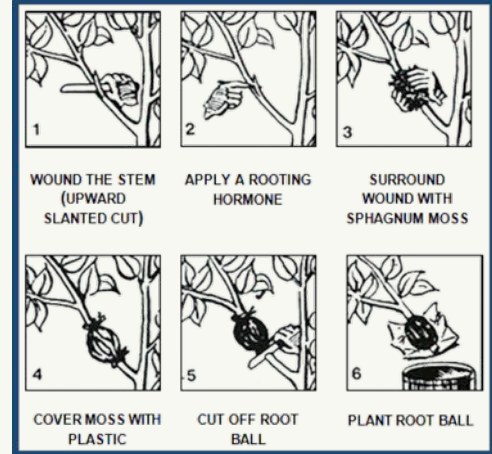 1
2
3
WOUND THE STEM
(UPWARD
SLANTED CUT)
APPLY A ROOTING
HORMONE
SURROUND
WOUND WITH
SPHAGNUM MOSS
4
5
6
COVER MOSS WITH
PLASTIC
CUT OFF ROOT
BALL
PLANT ROOT BALL